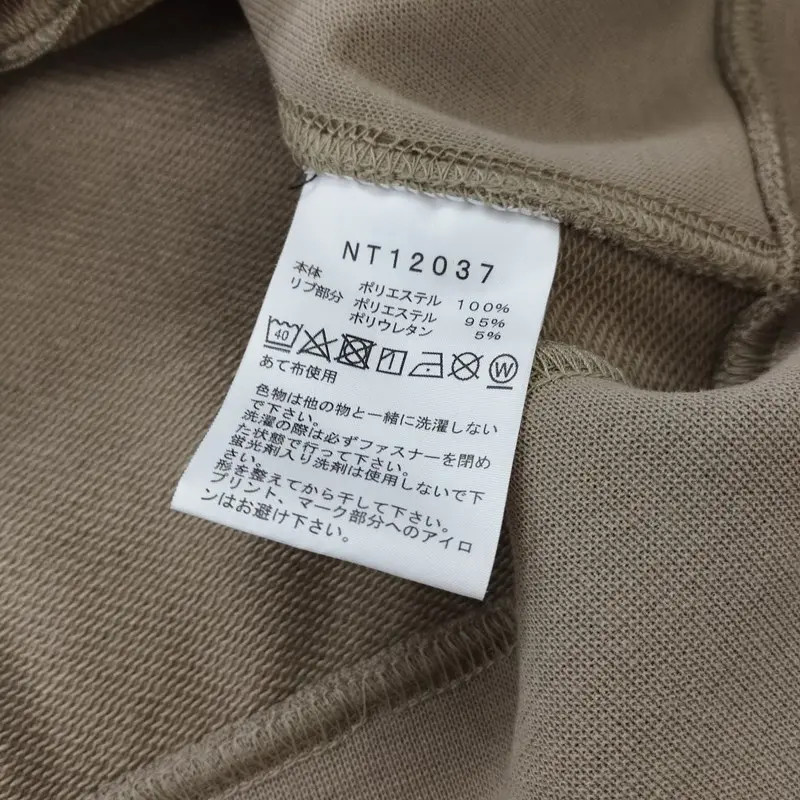 NT12037
本体 ポリエステル 100%
リブ部分 ポリエステル 95%
ポリウレタン 5%
40 W
あて布使用
色物は他の物と一緒に洗濯しない
で下さい。
洗濯の際は必ずファスナーを閉め
た状態で行って下さい。
蛍光剤入り洗剤は使用しないで下
さい。
形を整えてから干して下さい。
プリント、マーク部分へのアイロ
ンはお避け下さい。